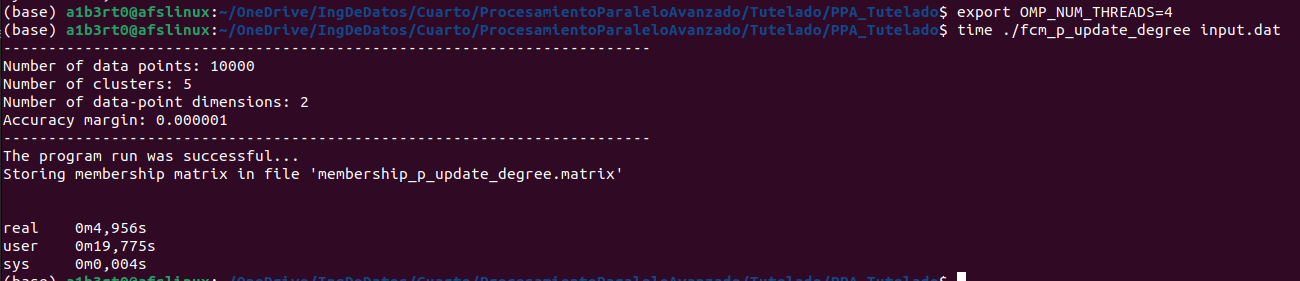 (base) a1b3rt0@afslinux:~/OneDrive/IngDeDatos/Cuarto/ProcesamientoParaleloAvanzado/Tutelado/PPA_Tutelado$ export OMP_NUM_THREADS=4
(base) a1b3rt0@afslinux:~/OneDrive/IngDeDatos/Cuarto/ProcesamientoParaleloAvanzado/Tutelado/PPA_Tutelado$ time ./fcm_p_update_degree input.dat
------------------------------------------------------------------------
Number of data points: 10000
Number of clusters: 5
Number of data-point dimensions: 2
Accuracy margin: 0.000001
------------------------------------------------------------------------
The program run was successful...
Storing membership matrix in file 'membership_p_update_degree.matrix'
real 0m4,956s
user 0m19,775s
sys 0m0,004s
(base) a1b3rt0@afslinux:~/OneDrive/IngDeDatos/Cuarto/ProcesamientoParaleloAvanzado/Tutelado/PPA_Tutelado$